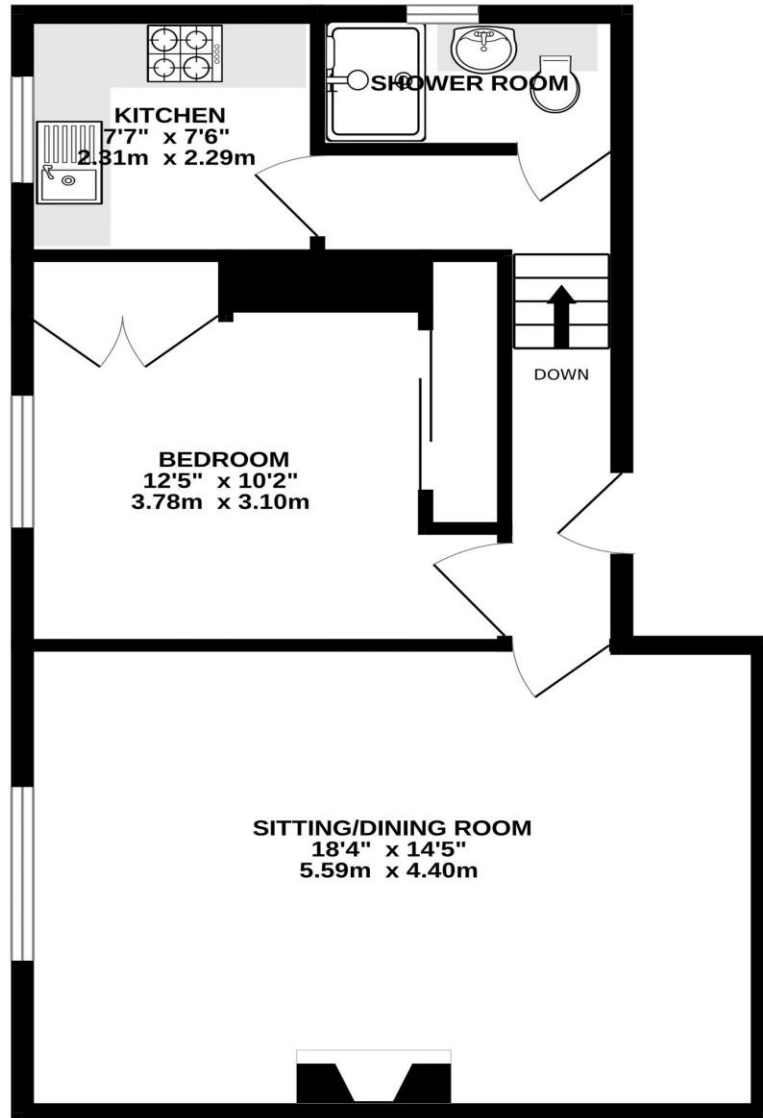 KITCHEN
7'7" x 7'6"
2.31m x 2.29m
SHOWER ROOM
DOWN
BEDROOM
12'5" x 10'2"
3.78m x 3.10m
SITTING/DINING ROOM
18'4" x 14'5"
5.59m x 4.40m